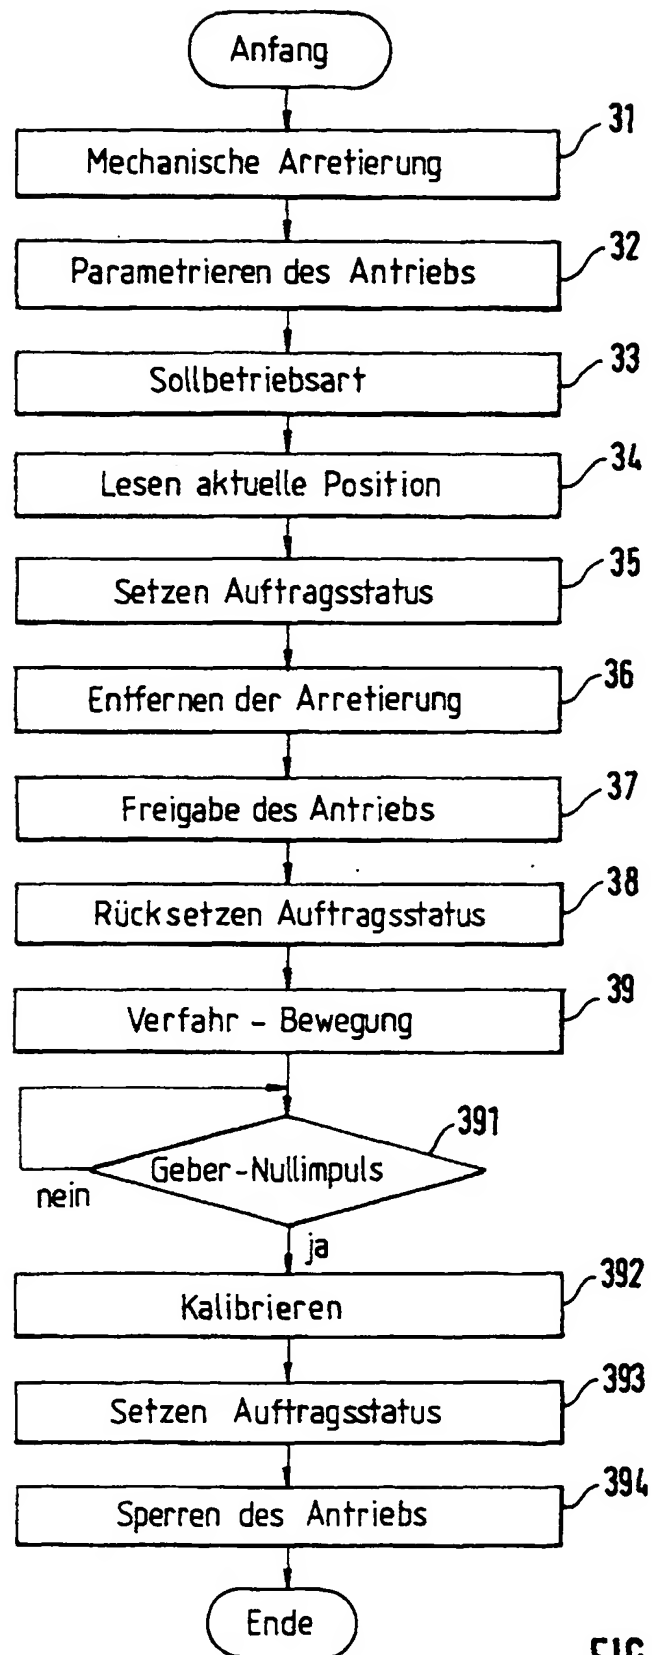 Anfang
31
Mechanische Arretierung
32
Parametrieren des Antriebs
33
Sollbetriebsart
34
Lesen aktuelle Position
35
Setzen Auftragsstatus
36
Entfernen der Arretierung
37
Freigabe des Antriebs
38
Rücksetzen Auftragsstatus
39
Verfahr - Bewegung
391
Geber-Nullimpuls
nein
ja
392
Kalibrieren
393
Setzen Auftragsstatus
394
Sperren des Antriebs
Ende
FIG